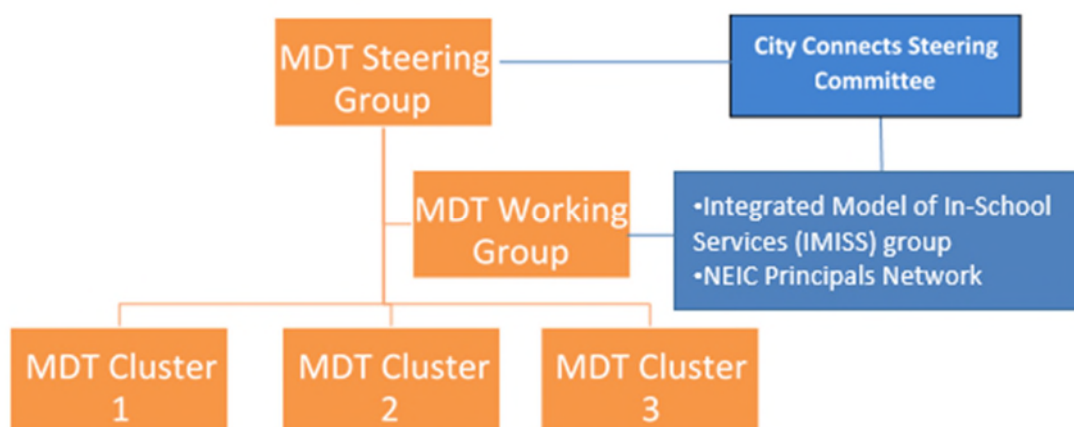 MDT Steering
Group
City Connects Steering
Committee
MDT Working
Group
•Integrated Model of In-School
Services (IMISS) group
•NEIC Principals Network
MDT Cluster
1
MDT Cluster
2
MDT Cluster
3